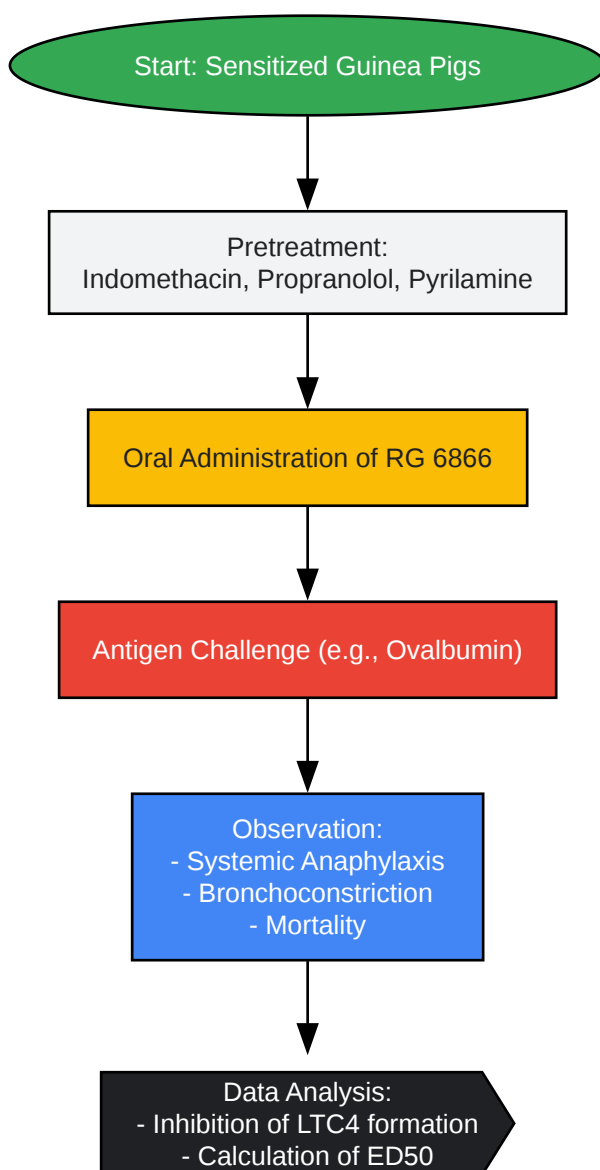 Start: Sensitized Guinea Pigs
Pretreatment:
Indomethacin, Propranolol, Pyrilamine
Oral Administration of RG 6866
Antigen Challenge (e.g., Ovalbumin)
Observation:
- Systemic Anaphylaxis
- Bronchoconstriction
- Mortality
Data Analysis:
- Inhibition of LTC4 formation
- Calculation of ED50